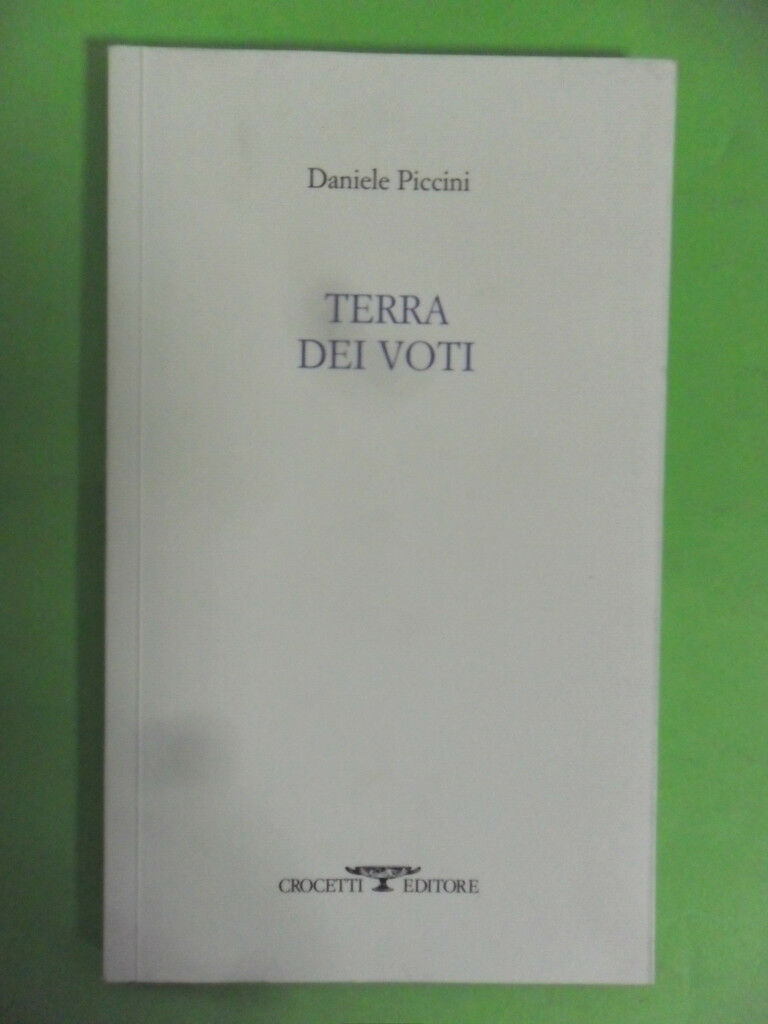 Daniele Piccini
TERRA
DEI VOTI
CROCETTI EDITORE